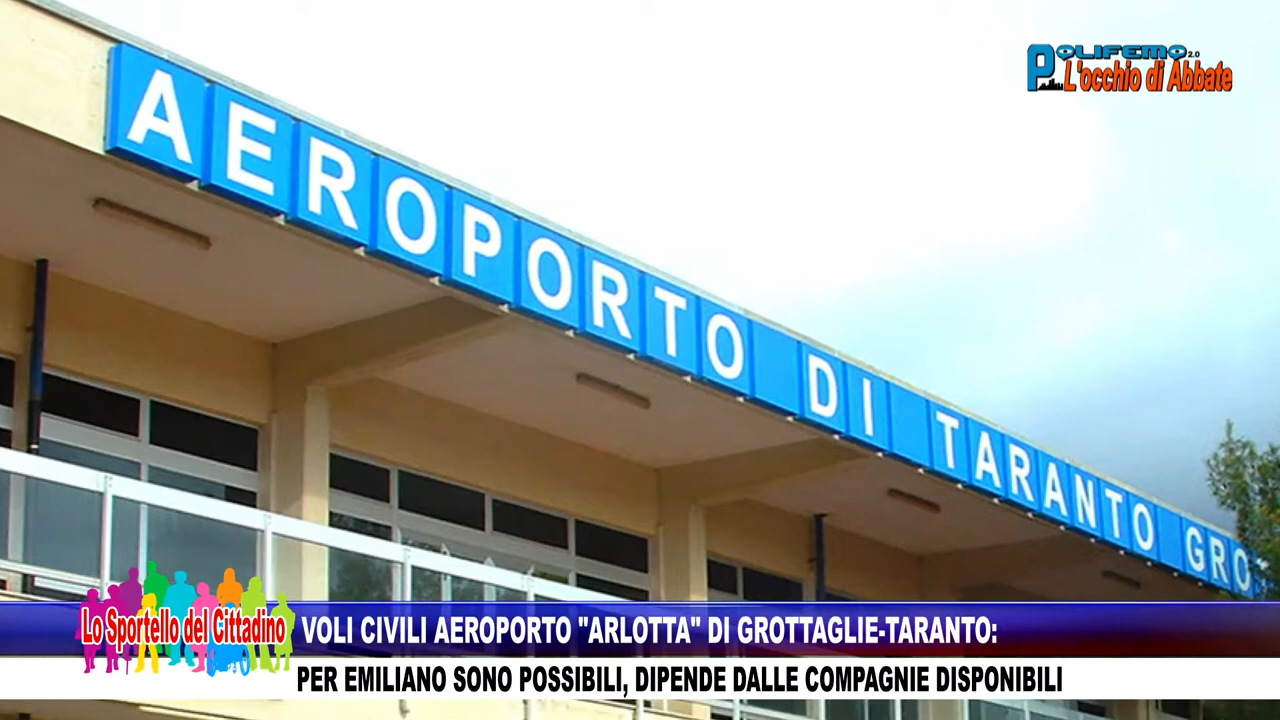 POLIFEMO 2.0
L'occhio di Abbate
AEROPORTO DI TARANTO GRO
Lo Sportello del Cittadino
VOLI CIVILI AEROPORTO "ARLOTTA" DI GROTTAGLIE-TARANTO:
PER EMILIANO SONO POSSIBILI, DIPENDE DALLE COMPAGNIE DISPONIBILI